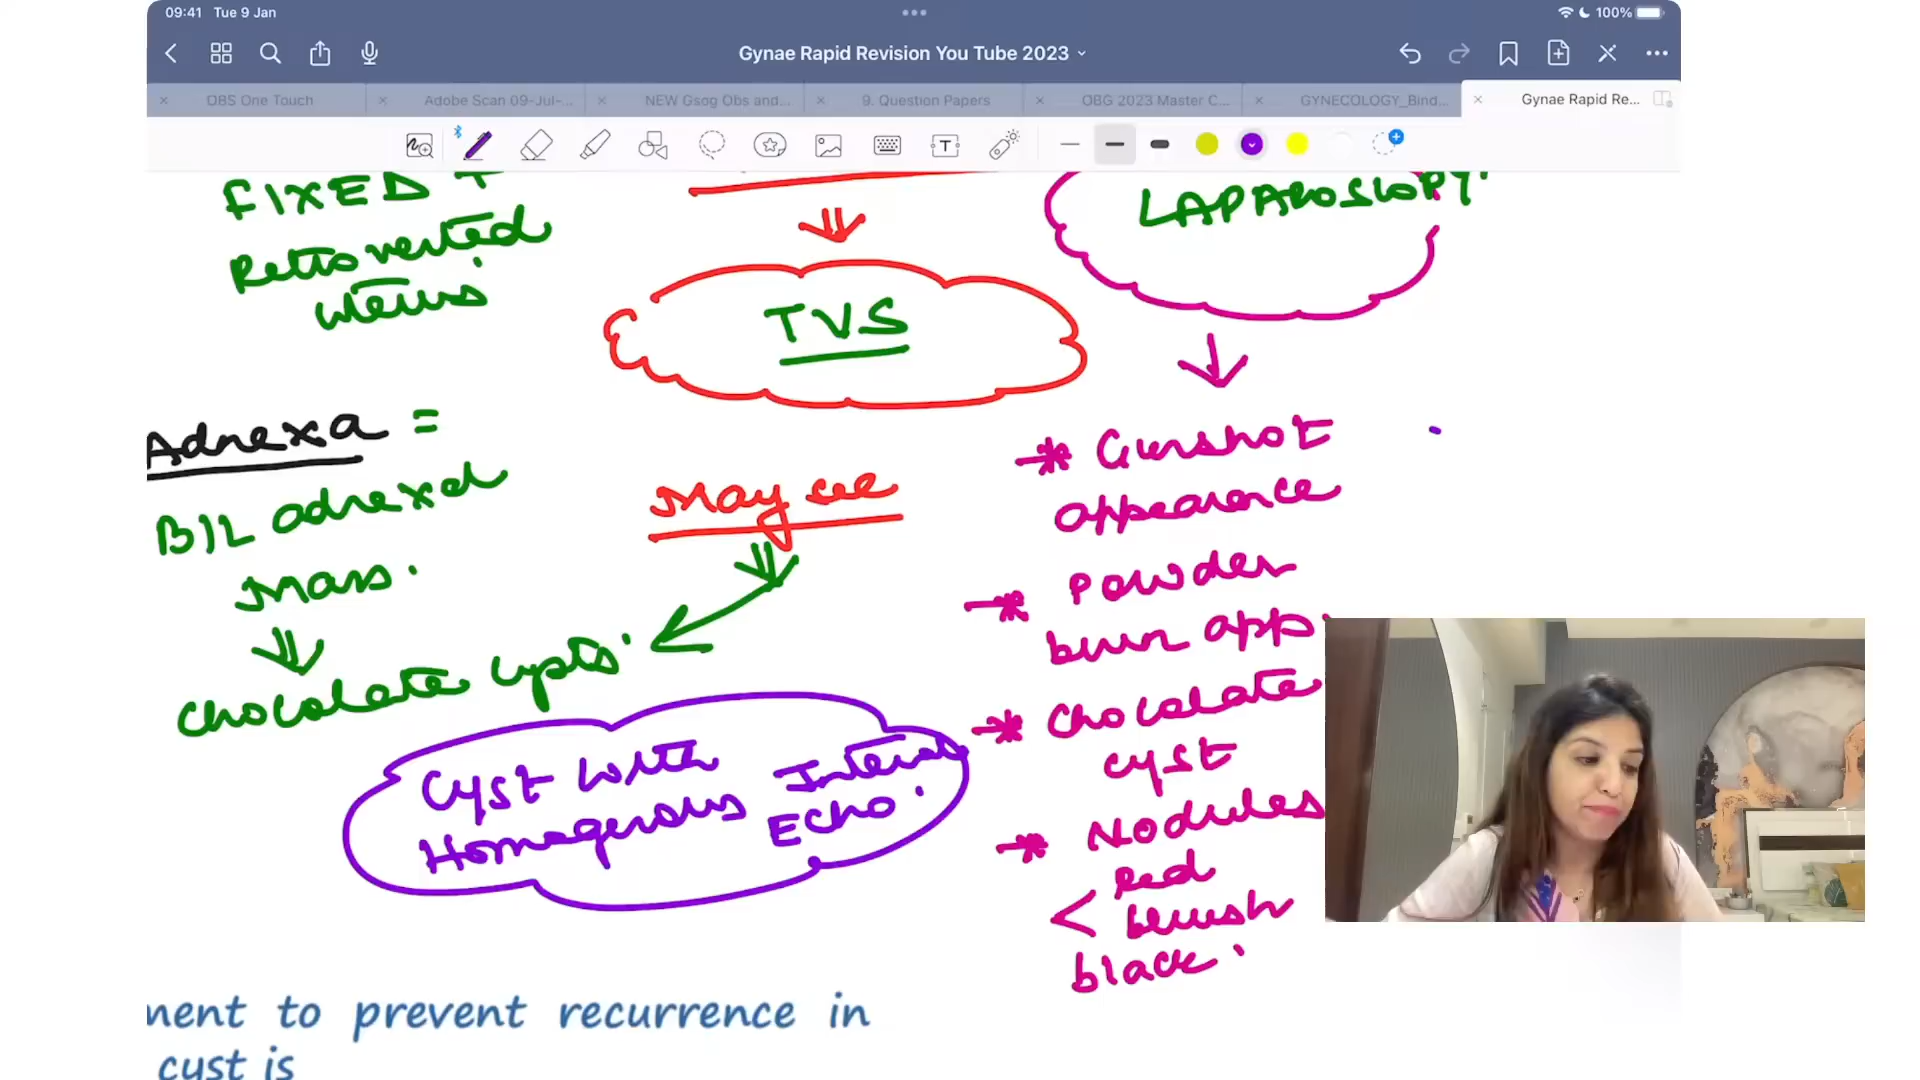 09:41 Tue 9 Jan
100%
Gynae Rapid Revision You Tube 2023
OBS One Touch
Adobe Scan 09-Jul-...
NEW Gsog Obs and...
9. Question Papers
OBG 2023 Master C...
GYNECOLOGY_Bind...
Gynae Rapid Re...
FIXED +
Retroverted
uterus
Adnexa =
B/L adnexal
Mass.
chocolate cysts.
TVS
May see
Cyst with
Homogenous Internal
Echo.
LAPAROSCOPY.
* Gunshot
appearance
* Powder
burn app.
* Chocolate
cyst
* Nodules
Red
< bluish
black.
ment to prevent recurrence in
cyst is